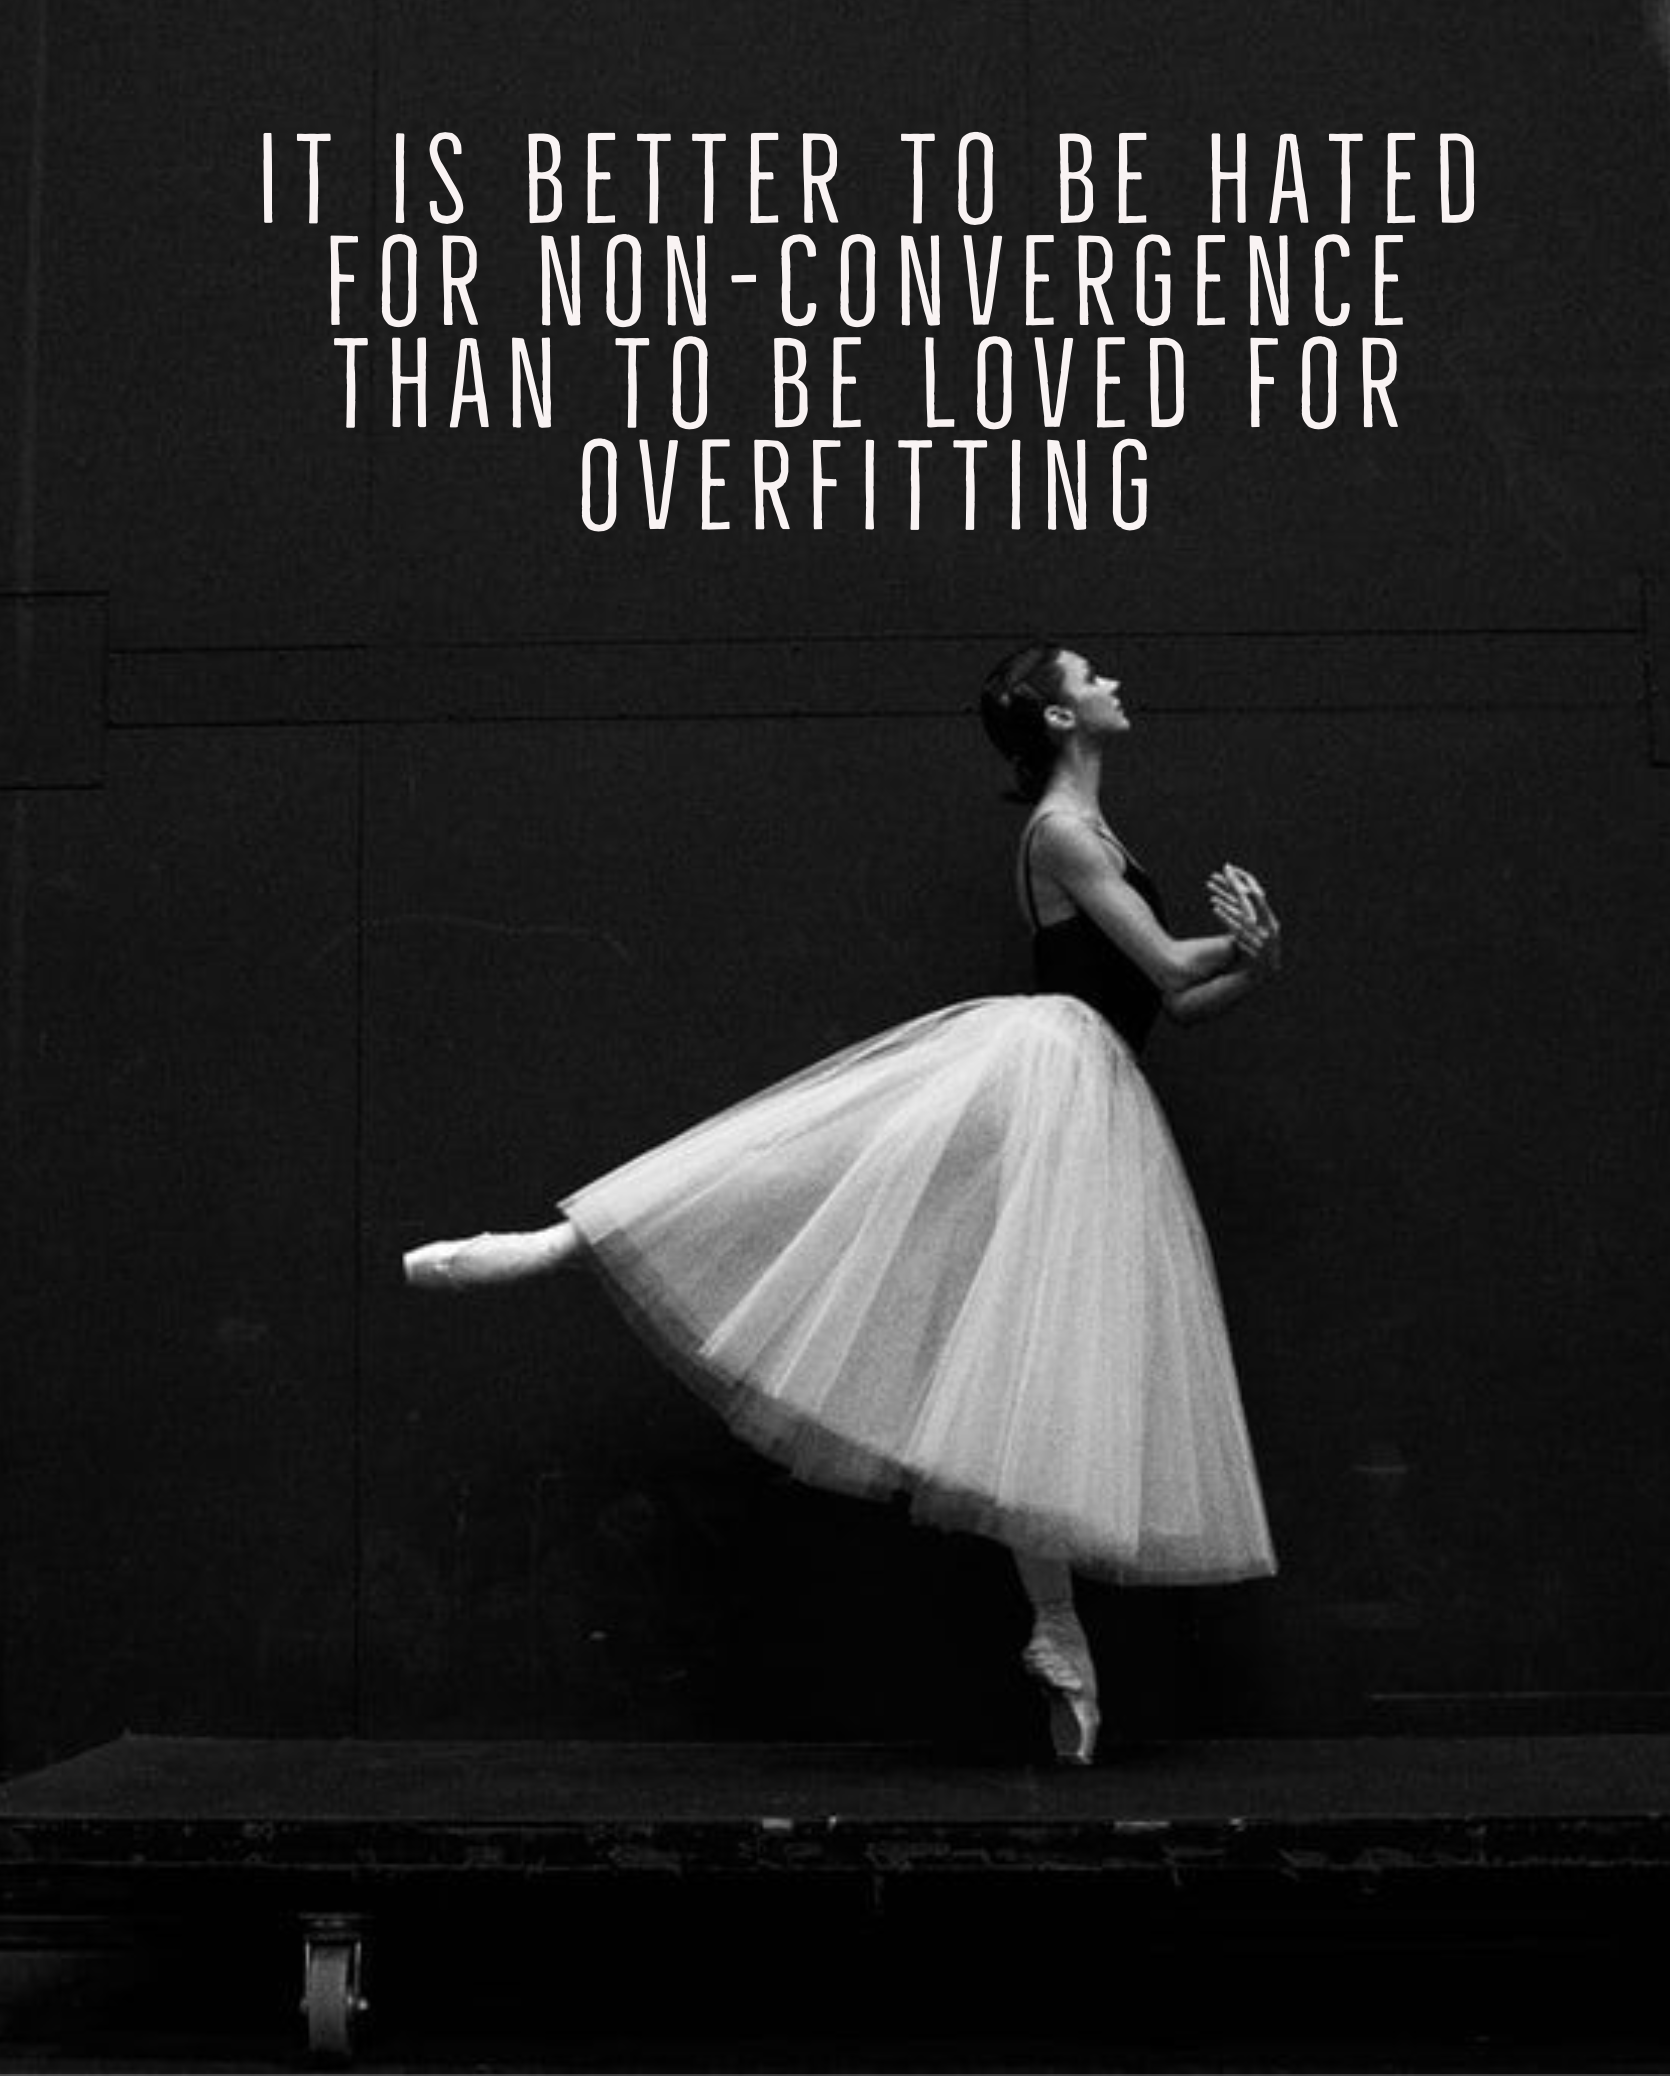 IT IS BETTER TO BE HATED
FOR NON-CONVERGENCE
THAN TO BE LOVED FOR
OVERFITTING